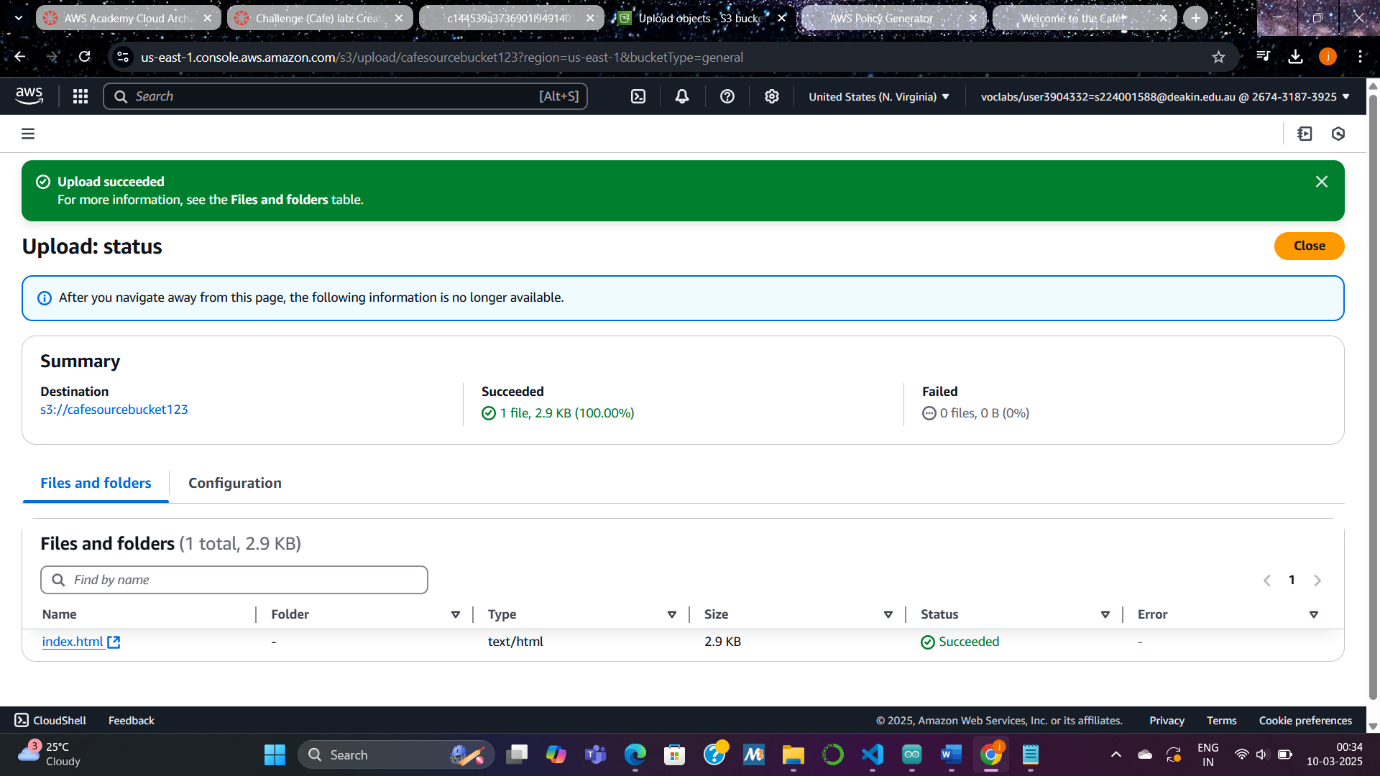 AWS Academy Cloud Arch
Challenge (Cafe) lab: Creat
c144539a3736901l949140
Upload objects - S3 bucke
AWS Policy Generator
Welcome to the Café!
us-east-1.console.aws.amazon.com/s3/upload/cafesourcebucket123?region=us-east-1&bucketType=general
j
aws
Search
[Alt+S]
United States (N. Virginia)
voclabs/user3904332=s224001588@deakin.edu.au @ 2674-3187-3925
Upload succeeded
For more information, see the Files and folders table.
Upload: status
Close
After you navigate away from this page, the following information is no longer available.
Summary
Destination
s3://cafesourcebucket123
Succeeded
1 file, 2.9 KB (100.00%)
Failed
0 files, 0 B (0%)
Files and folders
Configuration
Files and folders (1 total, 2.9 KB)
Find by name
1
Name
Folder
Type
Size
Status
Error
index.html
-
text/html
2.9 KB
Succeeded
-
CloudShell
Feedback
© 2025, Amazon Web Services, Inc. or its affiliates.
Privacy
Terms
Cookie preferences
3
25°C
Cloudy
Search
ENG
IN
00:34
10-03-2025